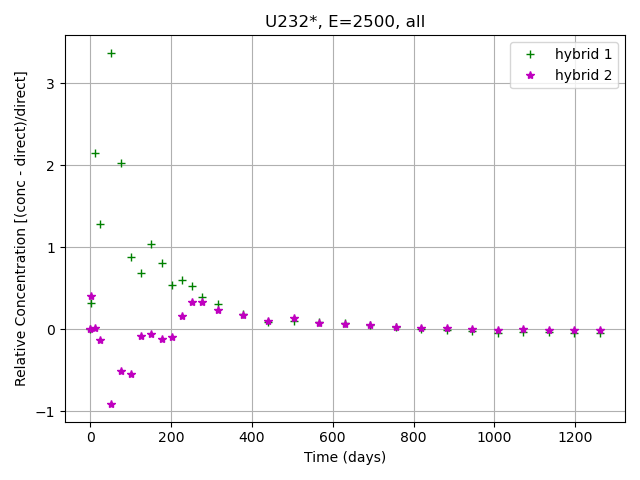 U232*, E=2500, all
hybrid 1
hybrid 2
Relative Concentration [(conc - direct)/direct]
3
2
1
0
−1
0 200 400 600 800 1000 1200
Time (days)